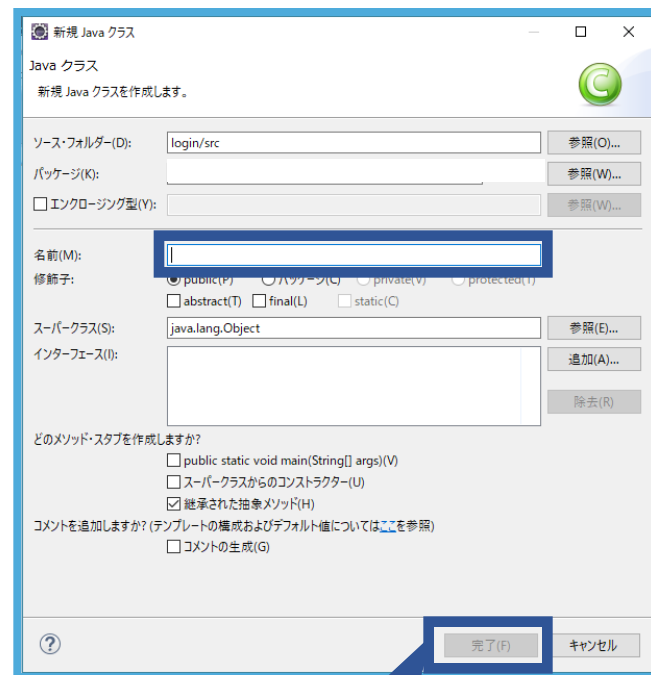 新規 Java クラス
Java クラス
新規 Java クラスを作成します。
C
ソース・フォルダー(D): login/src 参照(O)...
パッケージ(K): 参照(W)...
エンクロージング型(Y): 参照(W)...
名前(M):
修飾子: public(P) パッケージ(C) private(V) protected(T)
abstract(T) final(L) static(C)
スーパークラス(S): java.lang.Object 参照(E)...
インターフェース(I): 追加(A)...
除去(R)
どのメソッド・スタブを作成しますか?
public static void main(String[] args)(V)
スーパークラスからのコンストラクター(U)
継承された抽象メソッド(H)
コメントを追加しますか? (テンプレートの構成およびデフォルト値についてはここを参照)
コメントの生成(G)
? 完了(F) キャンセル